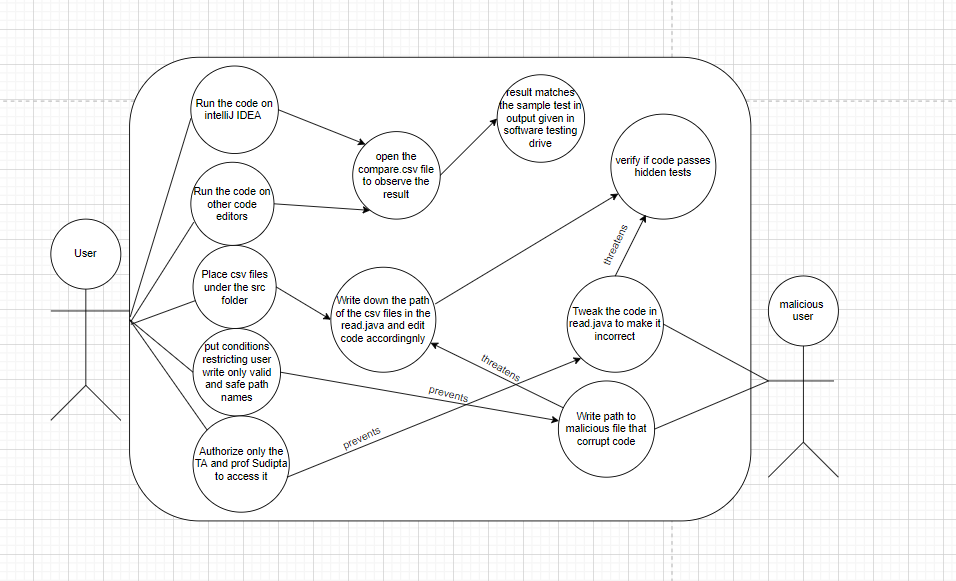 Run the code on
intelliJ IDEA
result matches
the sample test in
output given in
software testing
drive
open the
compare.csv file
to observe the
result
verify if code passes
hidden tests
Run the code on
other code
editors
User
threatens
Place csv files
under the src
folder
Write down the path
of the csv files in the
read.java and edit
code accordingnly
Tweak the code in
read.java to make it
incorrect
malicious
user
put conditions
restricting user
write only valid
and safe path
names
threatens
prevents
Write path to
malicious file that
corrupt code
prevents
Authorize only the
TA and prof Sudipta
to access it